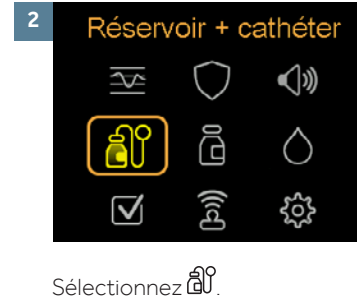 2
Réservoir + cathéter
Sélectionnez .